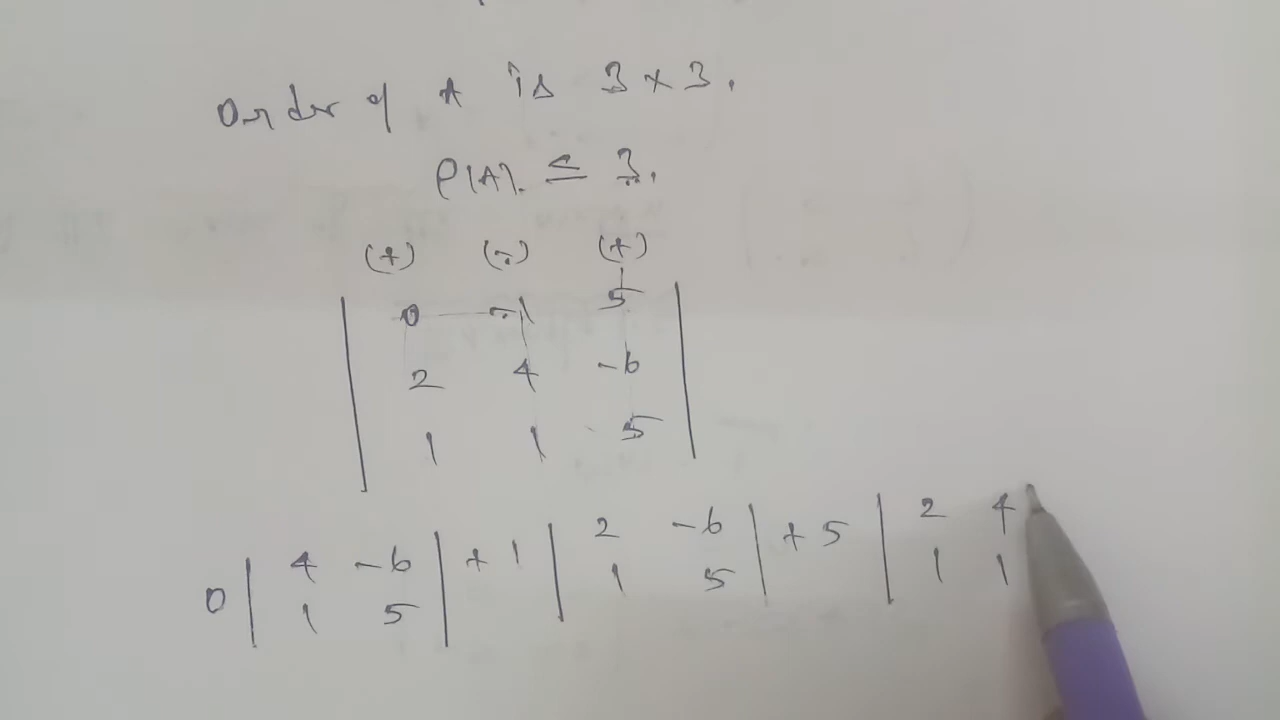 Order of A is 3 × 3.
ρ(A). ≤ 3.
(+) (-) (+)
| 0 -1 5 |
| 2 4 -6 |
| 1 1 5 |
0 | 4 -6 | + 1 | 2 -6 | + 5 | 2 4
| 1 5 | | 1 5 | | 1 1